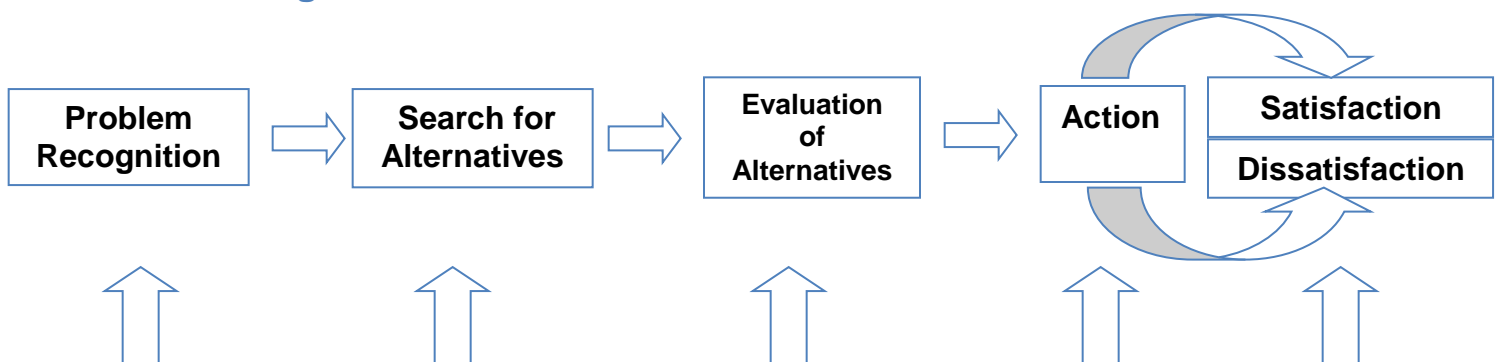 Problem
Recognition
Search for
Alternatives
Evaluation
of
Alternatives
Action
Satisfaction
Dissatisfaction